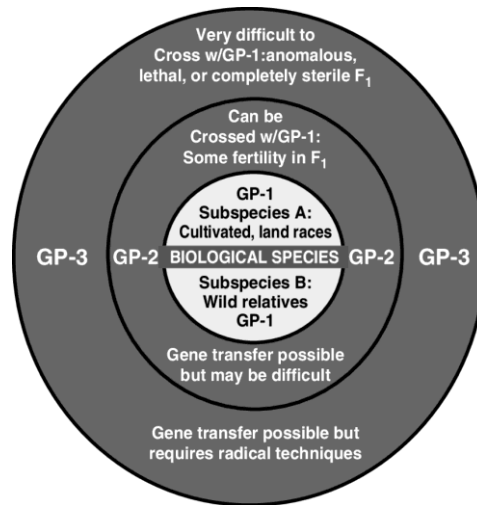 Very difficult to
Cross w/GP-1:anomalous,
lethal, or completely sterile F₁
Can be
Crossed w/GP-1:
Some fertility in F₁
GP-1
Subspecies A:
Cultivated, land races
GP-3 GP-2 BIOLOGICAL SPECIES GP-2 GP-3
Subspecies B:
Wild relatives
GP-1
Gene transfer possible
but may be difficult
Gene transfer possible but
requires radical techniques